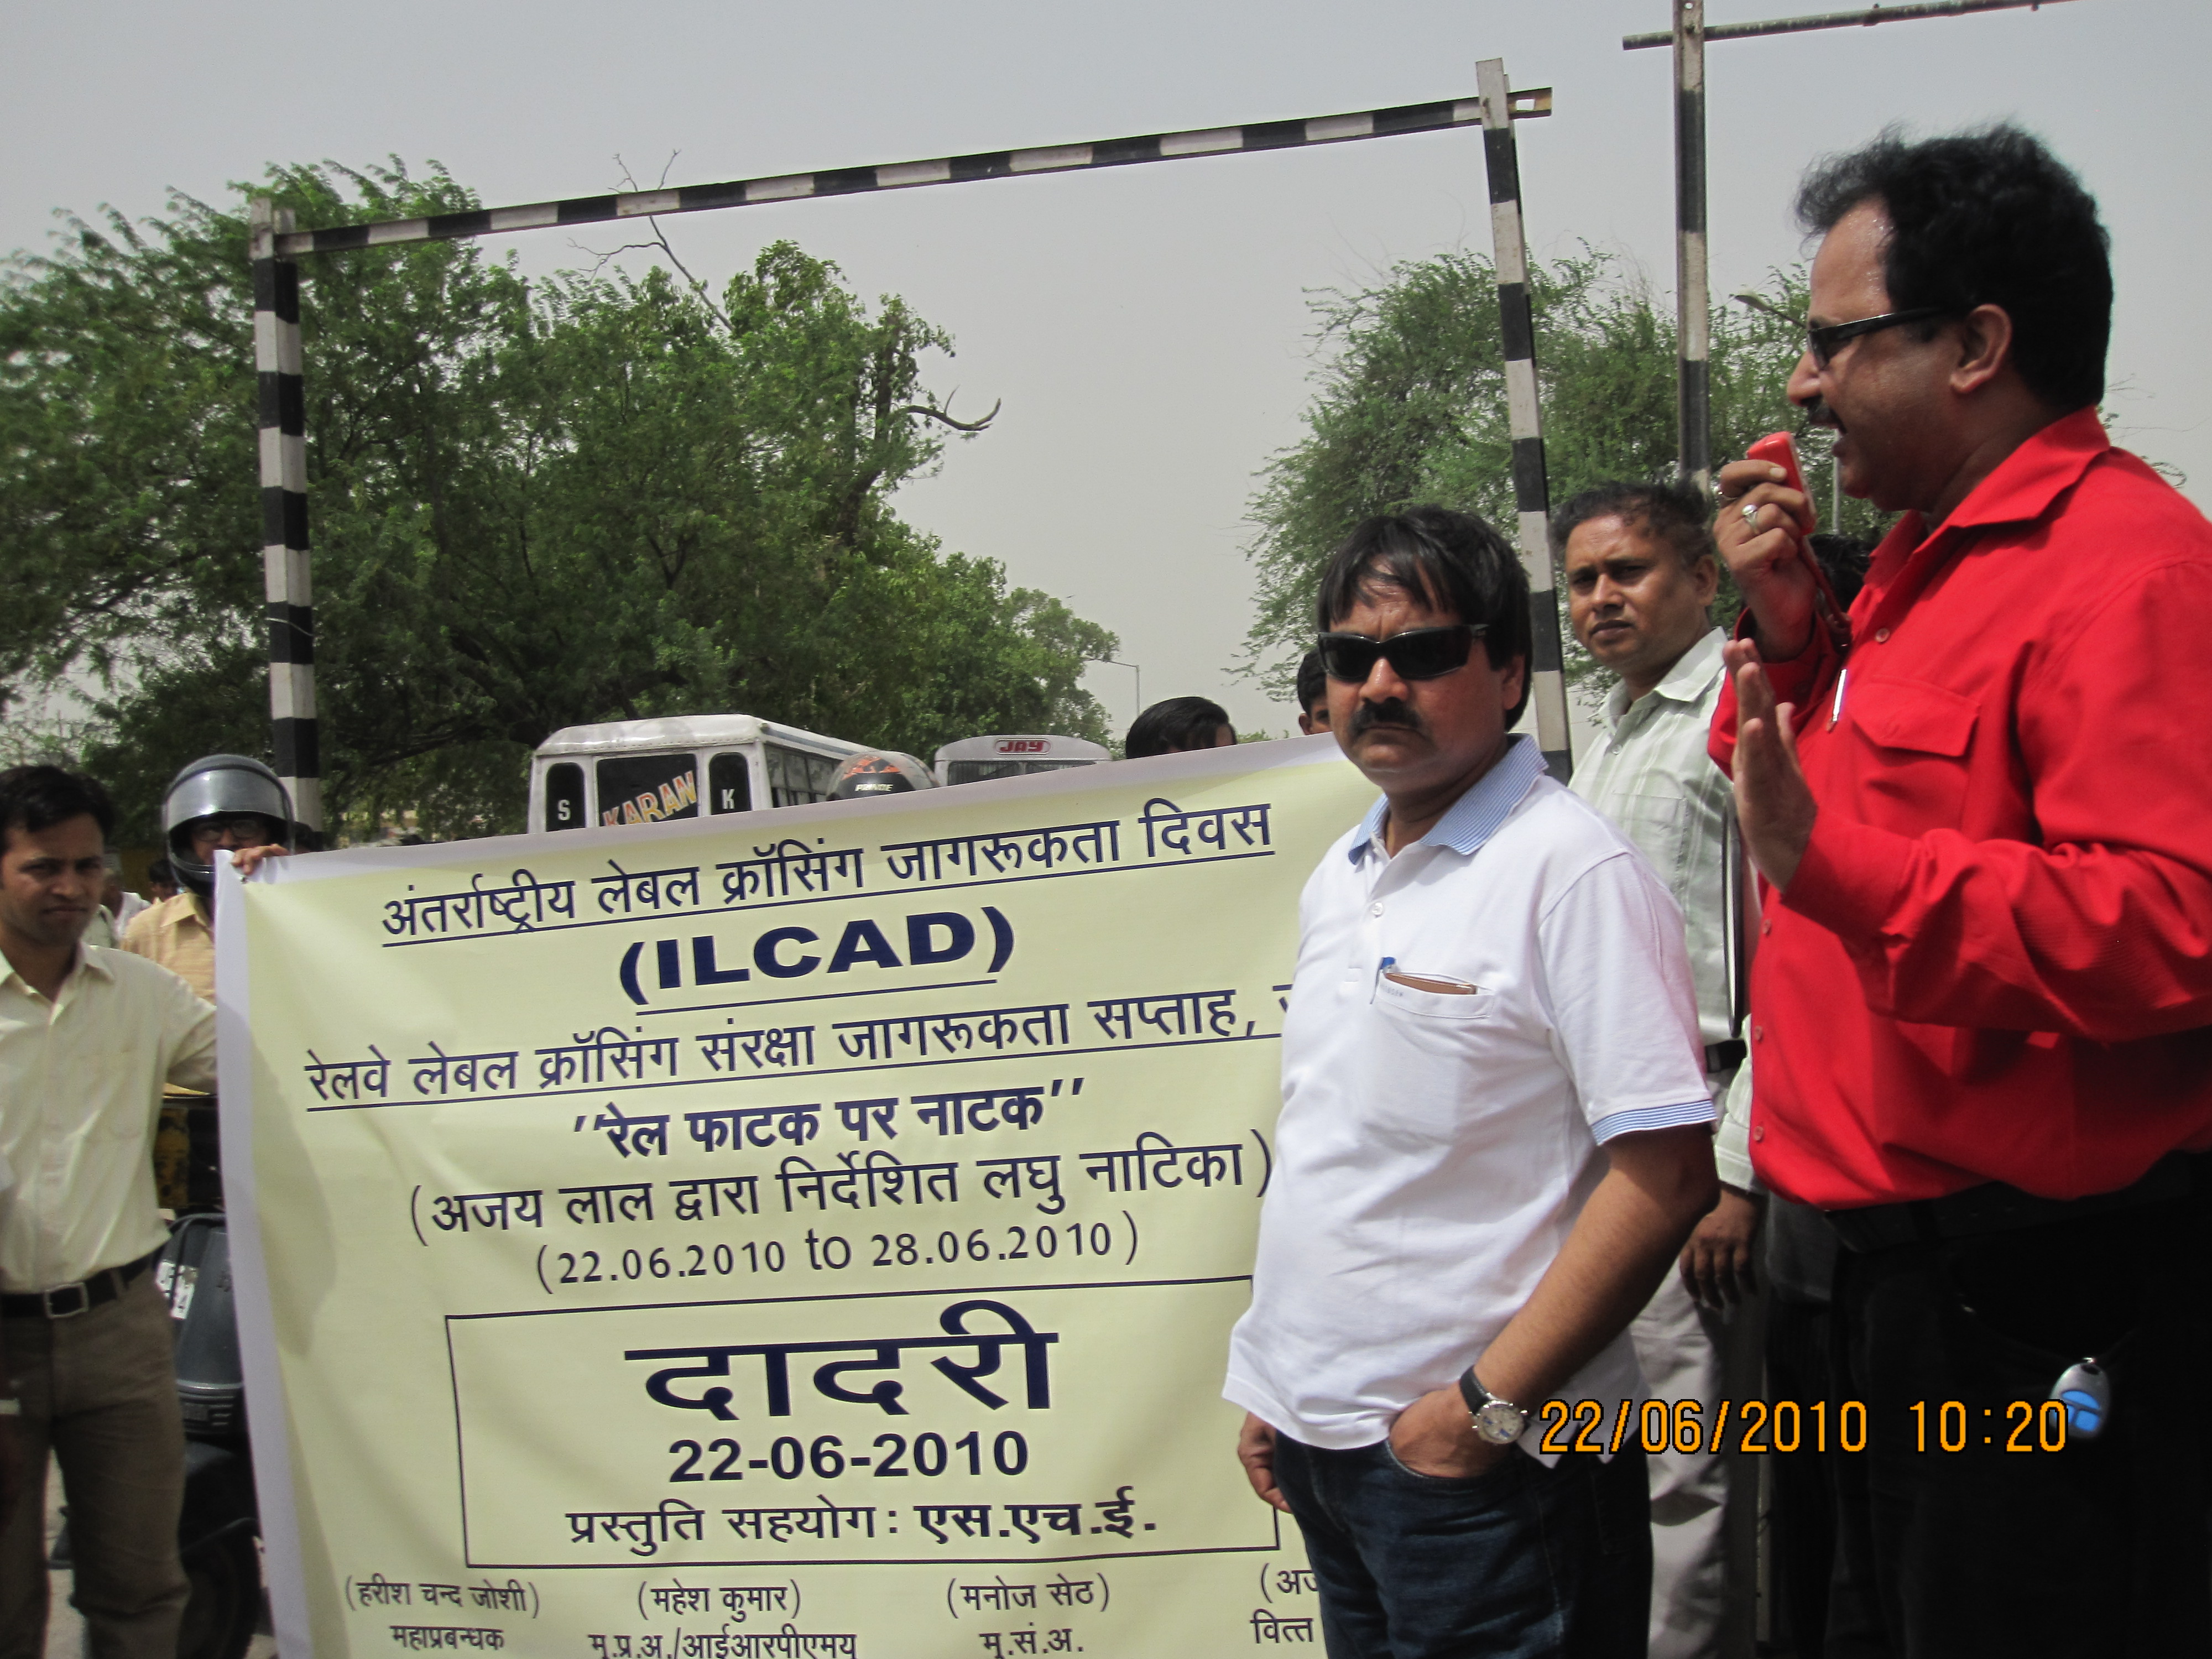 JAY
S KARAN K
PRINCE
अंतर्राष्ट्रीय लेबल क्रॉसिंग जागरूकता दिवस
(ILCAD)
रेलवे लेबल क्रॉसिंग संरक्षा जागरूकता सप्ताह,
"रेल फाटक पर नाटक"
(अजय लाल द्वारा निर्देशित लघु नाटिका)
(22.06.2010 to 28.06.2010)
दादरी
22-06-2010
प्रस्तुति सहयोग: एस.एच.ई.
(हरीश चन्द जोशी) (महेश कुमार) (मनोज सेठ)
महाप्रबन्धक मु.प्र.अ./आईआरपीएमयू मु.सं.अ. वित्त
22/06/2010 10:20